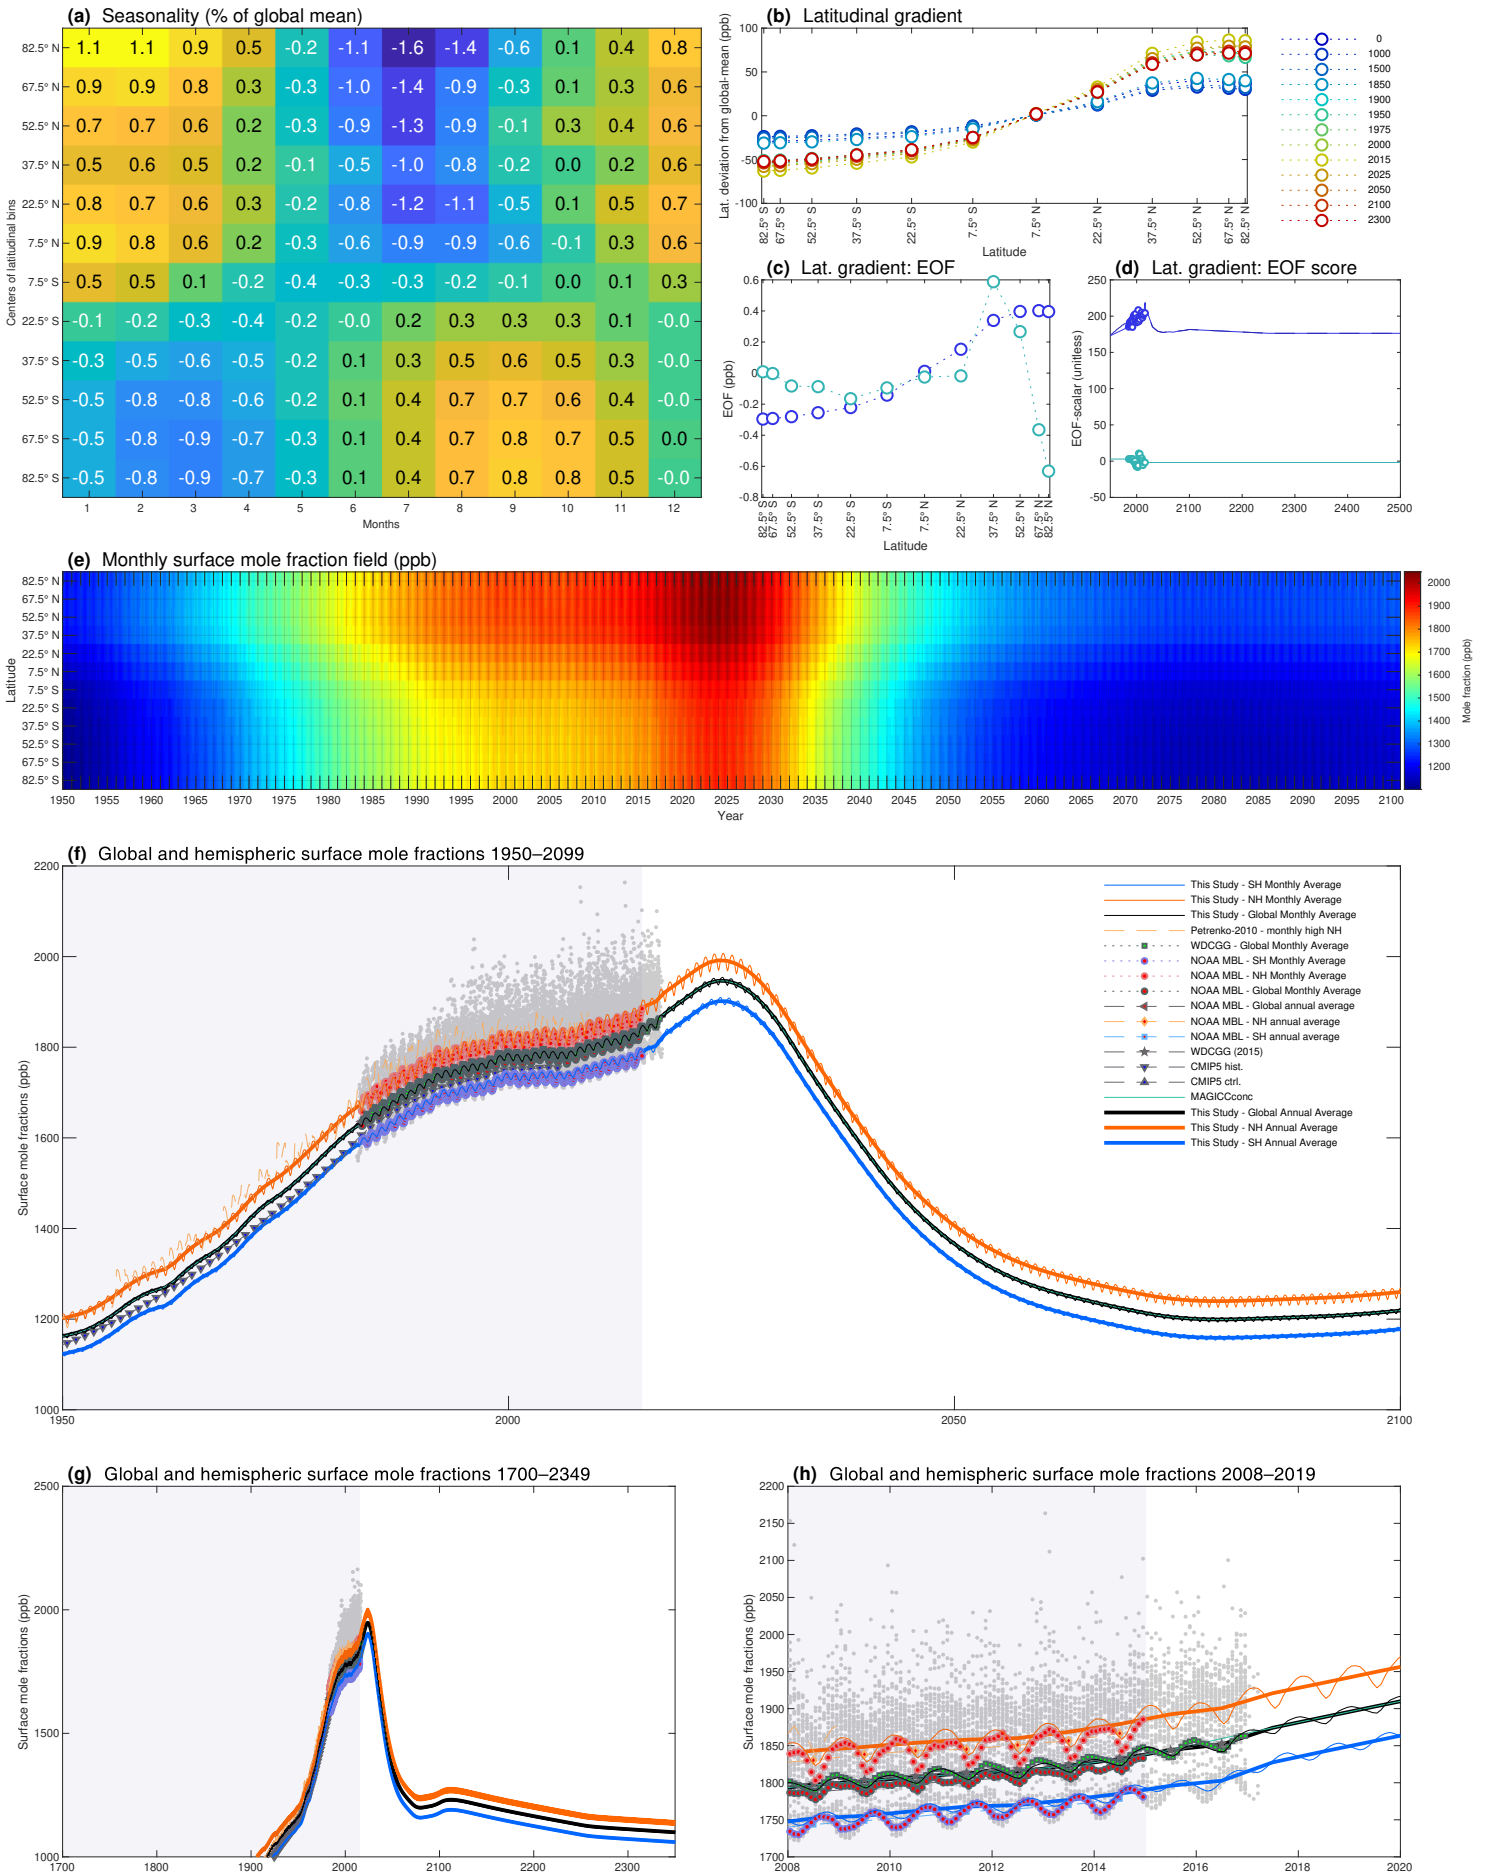 (a) Seasonality (% of global mean)
82.5° N 1.1 1.1 0.9 0.5 -0.2 -1.1 -1.6 -1.4 -0.6 0.1 0.4 0.8
67.5° N 0.9 0.9 0.8 0.3 -0.3 -1.0 -1.4 -0.9 -0.3 0.1 0.3 0.6
52.5° N 0.7 0.7 0.6 0.2 -0.3 -0.9 -1.3 -0.9 -0.1 0.3 0.4 0.6
37.5° N 0.5 0.6 0.5 0.2 -0.1 -0.5 -1.0 -0.8 -0.2 0.0 0.2 0.6
22.5° N 0.8 0.7 0.6 0.3 -0.2 -0.8 -1.2 -1.1 -0.5 0.1 0.5 0.7
7.5° N 0.9 0.8 0.6 0.2 -0.3 -0.6 -0.9 -0.9 -0.6 -0.1 0.3 0.6
7.5° S 0.5 0.5 0.1 -0.2 -0.4 -0.3 -0.3 -0.2 -0.1 0.0 0.1 0.3
22.5° S -0.1 -0.2 -0.3 -0.4 -0.2 -0.0 0.2 0.3 0.3 0.3 0.1 -0.0
37.5° S -0.3 -0.5 -0.6 -0.5 -0.2 0.1 0.3 0.5 0.6 0.5 0.3 -0.0
52.5° S -0.5 -0.8 -0.8 -0.6 -0.2 0.1 0.4 0.7 0.7 0.6 0.4 -0.0
67.5° S -0.5 -0.8 -0.9 -0.7 -0.3 0.1 0.4 0.7 0.8 0.7 0.5 0.0
82.5° S -0.5 -0.8 -0.9 -0.7 -0.3 0.1 0.4 0.7 0.8 0.8 0.5 -0.0
1 2 3 4 5 6 7 8 9 10 11 12
Months
Centers of latitudinal bins
(b) Latitudinal gradient
Lat. deviation from global-mean (ppb)
100
50
0
-50
-100
82.5° S 67.5° S 52.5° S 37.5° S 22.5° S 7.5° S 7.5° N 22.5° N 37.5° N 52.5° N 67.5° N 82.5° N
Latitude
0
1000
1500
1850
1900
1950
1975
2000
2015
2025
2050
2100
2300
(c) Lat. gradient: EOF
EOF (ppb)
0.6
0.4
0.2
0
-0.2
-0.4
-0.6
-0.8
82.5° S 67.5° S 52.5° S 37.5° S 22.5° S 7.5° S 7.5° N 22.5° N 37.5° N 52.5° N 67.5° N 82.5° N
Latitude
(d) Lat. gradient: EOF score
EOF-scalar (unitless)
250
200
150
100
50
0
-50
2000 2100 2200 2300 2400 2500
(e) Monthly surface mole fraction field (ppb)
Latitude
82.5° N
67.5° N
52.5° N
37.5° N
22.5° N
7.5° N
7.5° S
22.5° S
37.5° S
52.5° S
67.5° S
82.5° S
1950 1955 1960 1965 1970 1975 1980 1985 1990 1995 2000 2005 2010 2015 2020 2025 2030 2035 2040 2045 2050 2055 2060 2065 2070 2075 2080 2085 2090 2095 2100
Year
2000
1900
1800
1700
1600
1500
1400
1300
1200
Mole fraction (ppb)
(f) Global and hemispheric surface mole fractions 1950–2099
Surface mole fractions (ppb)
2200
2000
1800
1600
1400
1200
1000
1950 2000 2050 2100
This Study - SH Monthly Average
This Study - NH Monthly Average
This Study - Global Monthly Average
Petrenko-2010 - monthly high NH
WDCGG - Global Monthly Average
NOAA MBL - SH Monthly Average
NOAA MBL - NH Monthly Average
NOAA MBL - Global Monthly Average
NOAA MBL - Global annual average
NOAA MBL - NH annual average
NOAA MBL - SH annual average
WDCGG (2015)
CMIP5 hist.
CMIP5 ctrl.
MAGICCconc
This Study - Global Annual Average
This Study - NH Annual Average
This Study - SH Annual Average
(g) Global and hemispheric surface mole fractions 1700–2349
Surface mole fractions (ppb)
2500
2000
1500
1000
1700 1800 1900 2000 2100 2200 2300
(h) Global and hemispheric surface mole fractions 2008–2019
Surface mole fractions (ppb)
2200
2150
2100
2050
2000
1950
1900
1850
1800
1750
1700
2008 2010 2012 2014 2016 2018 2020